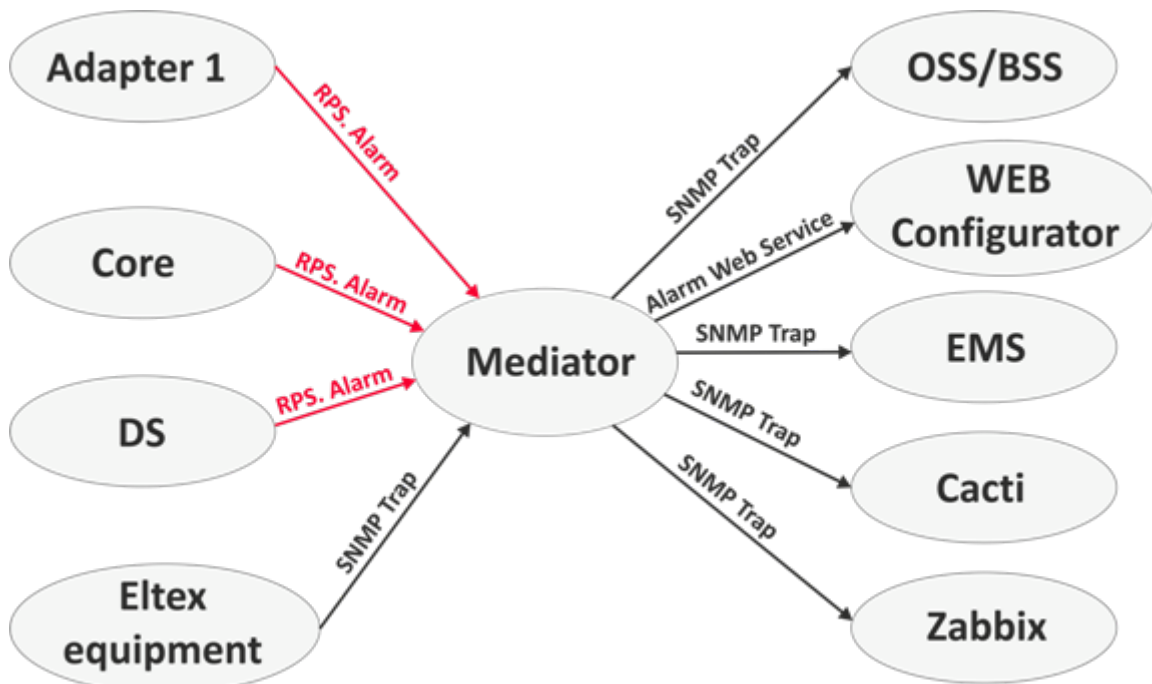 Adapter 1
OSS/BSS
RPS. Alarm
SNMP Trap
WEB
Configurator
Core
RPS. Alarm
Alarm Web Service
Mediator
SNMP Trap
EMS
DS
RPS. Alarm
SNMP Trap
Cacti
SNMP Trap
SNMP Trap
Eltex
equipment
Zabbix